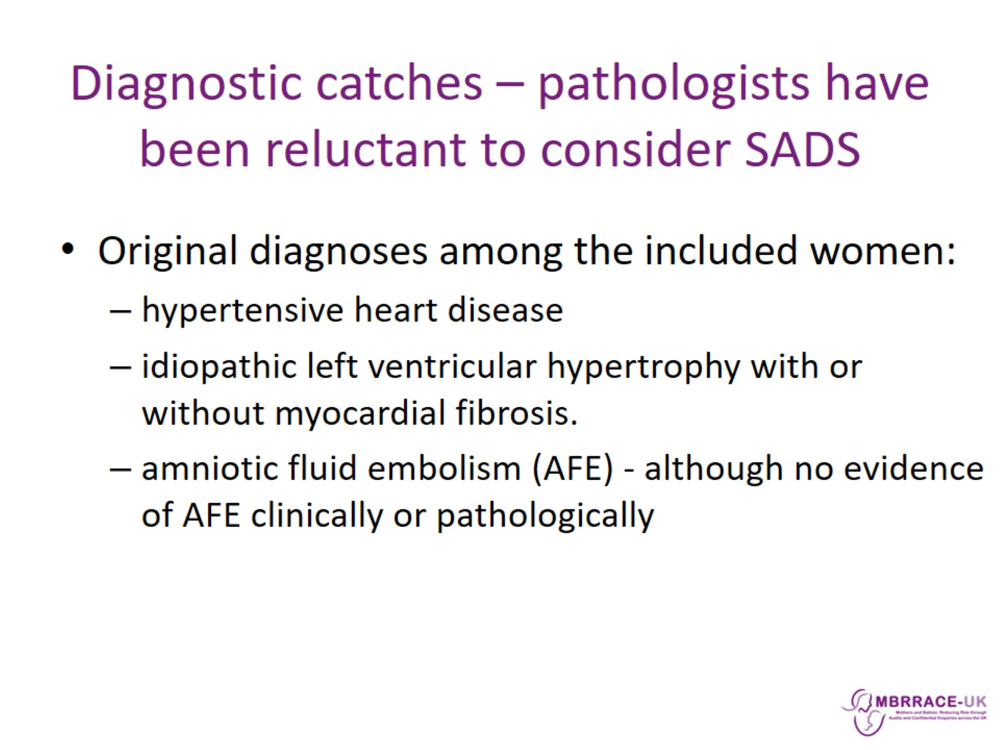 Diagnostic catches – pathologists have
been reluctant to consider SADS
• Original diagnoses among the included women:
– hypertensive heart disease
– idiopathic left ventricular hypertrophy with or
without myocardial fibrosis.
– amniotic fluid embolism (AFE) - although no evidence
of AFE clinically or pathologically
MBRRACE-UK
Mothers and Babies: Reducing Risk through
Audits and Confidential Enquiries across the UK